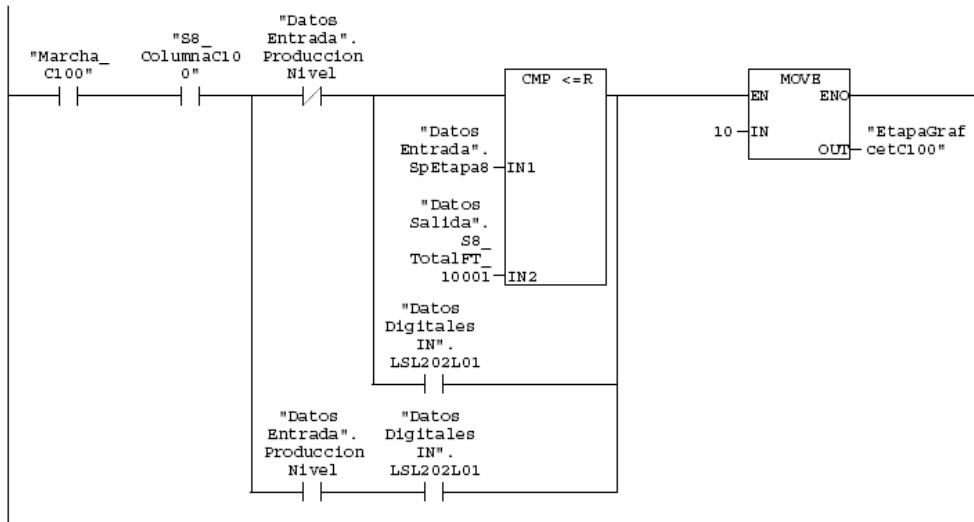 "Marcha_
C100"
"S8_
ColumnaC10
0"
"Datos
Entrada".
Produccion
Nivel
CMP <=R
"Datos
Entrada".
SpEtapa8
IN1
"Datos
Salida".
S8_
TotalFT_
10001
IN2
MOVE
EN
ENO
10
IN
OUT
"EtapaGraf
cetC100"
"Datos
Digitales
IN".
LSL202L01
"Datos
Entrada".
Produccion
Nivel
"Datos
Digitales
IN".
LSL202L01